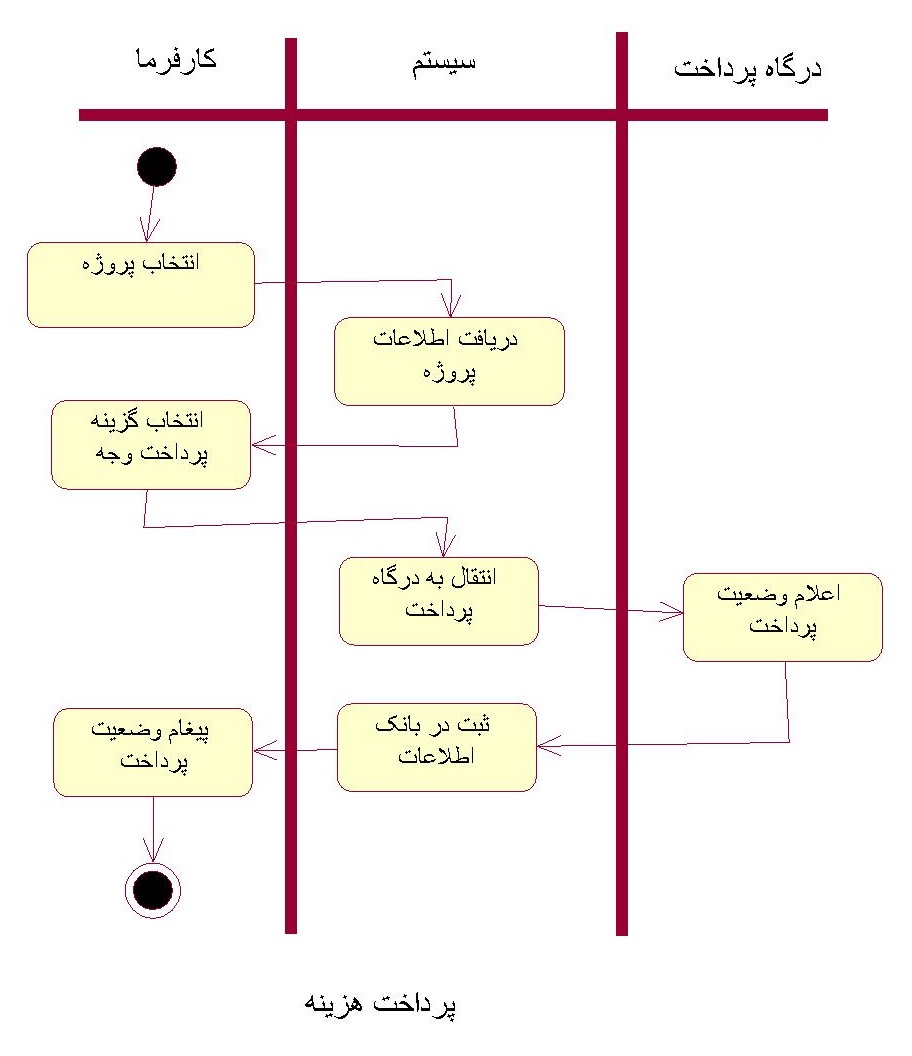 کارفرما
سیستم
درگاه پرداخت
انتخاب پروژه
دریافت اطلاعات
پروژه
انتخاب گزینه
پرداخت وجه
انتقال به درگاه
پرداخت
اعلام وضعیت
پرداخت
ثبت در بانک
اطلاعات
پیغام وضعیت
پرداخت
پرداخت هزینه